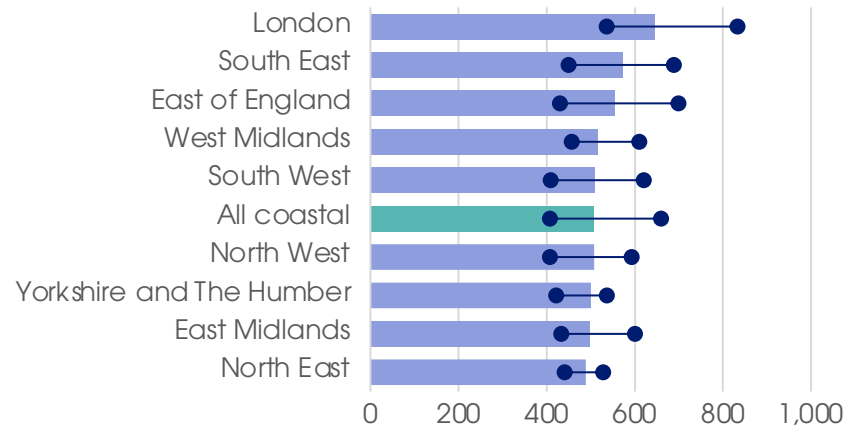 London
South East
East of England
West Midlands
South West
All coastal
North West
Yorkshire and The Humber
East Midlands
North East
0 200 400 600 800 1,000